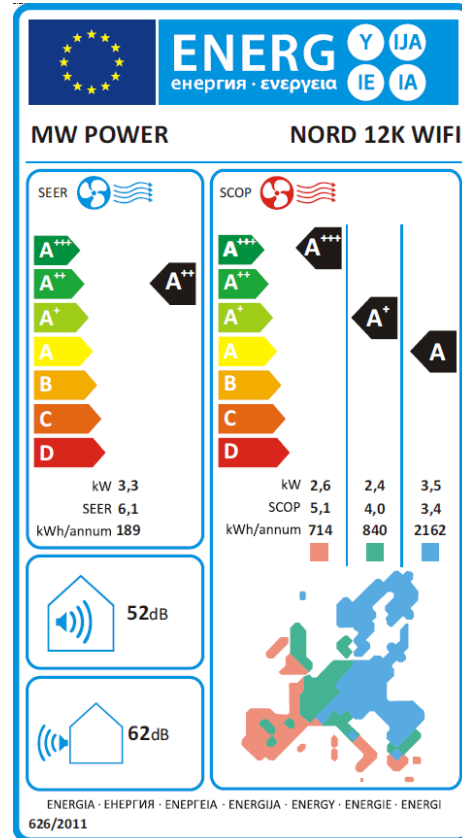 ENERG Y IJA
енергия · ενεργεια IE IA
MW POWER NORD 12K WIFI
SEER
A+++
A++
A+
A
B
C
D
A++
kW 3,3
SEER 6,1
kWh/annum 189
SCOP
A+++
A++
A+
A
B
C
D
A+++
A+
A
kW 2,6 2,4 3,5
SCOP 5,1 4,0 3,4
kWh/annum 714 840 2162
52dB
62dB
ENERGIA · ЕНЕРГИЯ · ΕΝΕΡΓΕΙΑ · ENERGIJA · ENERGY · ENERGIE · ENERGI
626/2011